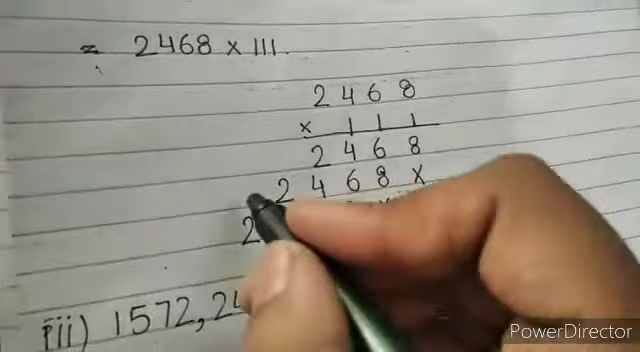 = 2468 × 111.
2 4 6 8
× 1 1 1
2 4 6 8
2 4 6 8 ×
2
iii) 1572, 24
PowerDirector